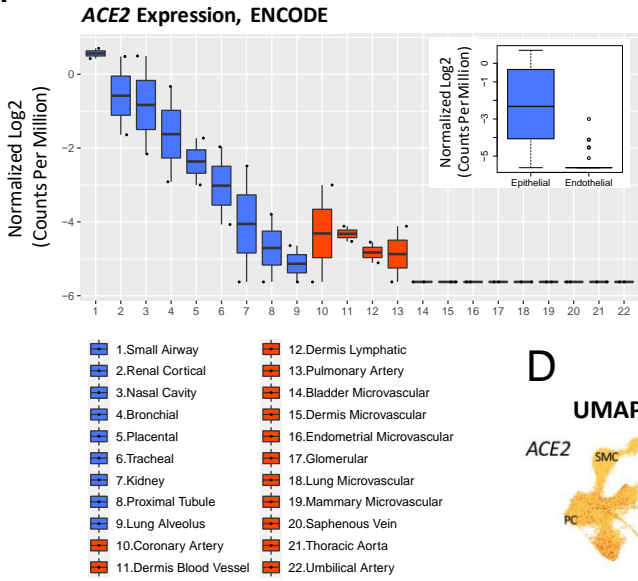 ACE2 Expression, ENCODE
Normalized Log2
(Counts Per Million)
0
−2
−4
−6
1 2 3 4 5 6 7 8 9 10 11 12 13 14 15 16 17 18 19 20 21 22
Normalized Log2
(Counts Per Million)
0
−1
−3
−5
Epithelial Endothelial
1.Small Airway
2.Renal Cortical
3.Nasal Cavity
4.Bronchial
5.Placental
6.Tracheal
7.Kidney
8.Proximal Tubule
9.Lung Alveolus
10.Coronary Artery
11.Dermis Blood Vessel
12.Dermis Lymphatic
13.Pulmonary Artery
14.Bladder Microvascular
15.Dermis Microvascular
16.Endometrial Microvascular
17.Glomerular
18.Lung Microvascular
19.Mammary Microvascular
20.Saphenous Vein
21.Thoracic Aorta
22.Umbilical Artery
D
UMAP
ACE2
SMC
PC